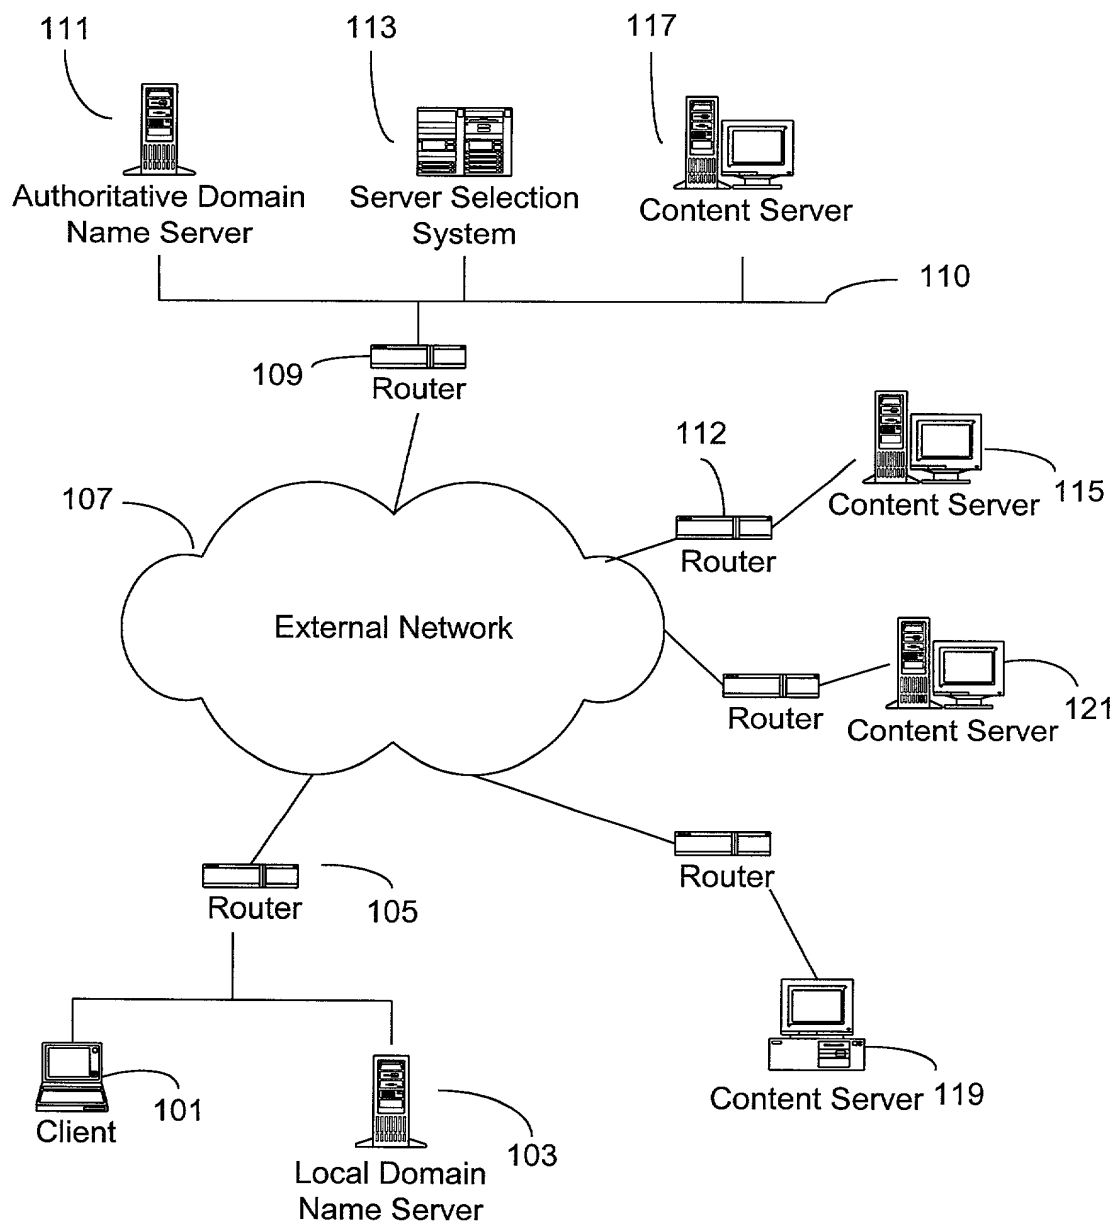 111
113
117
Authoritative Domain
Name Server
Server Selection
System
Content Server
110
109
Router
112
107
115
Content Server
Router
External Network
121
Router
Content Server
Router
105
Router
101
Client
119
Content Server
103
Local Domain
Name Server